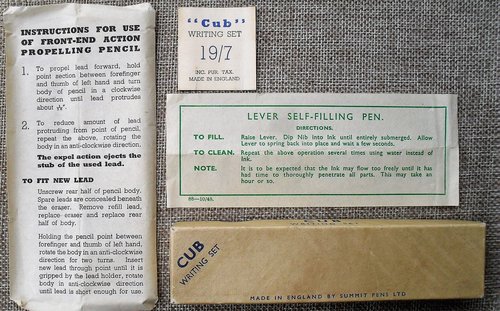 INSTRUCTIONS FOR USE
OF FRONT-END ACTION
PROPELLING PENCIL
1. To propel lead forward, hold
point section between forefinger
and thumb of left hand and turn
body of pencil in a clockwise
direction until lead protrudes
about
2. To reduce amount of lead
protruding from point of pencil,
repeat the above, rotating the
body in an anti-clockwise direction.
The expel action ejects the
stub of the used lead.
TO FIT NEW LEAD
Unscrew rear half of pencil body.
Spare leads are concealed beneath
the eraser. Remove refill lead,
replace eraser and replace rear
half of body.
Holding the pencil point between
forefinger and thumb of left hand,
rotate the body in an anti-clockwise
direction for two turns. Insert
new lead through point until it is
gripped by the lead holder, rotate
body in anti-clockwise direction
until lead is short enough for use.
"Cub"
WRITING SET
19/7
INC. PUR. TAX.
MADE IN ENGLAND
LEVER SELF-FILLING PEN.
DIRECTIONS.
TO FILL. Raise Lever. Dip Nib into Ink until entirely submerged. Allow
Lever to spring back into place and wait a few seconds.
TO CLEAN. Repeat the above operation several times using water instead of
Ink.
NOTE. It is to be expected that the Ink may flow too freely until it has
had time to thoroughly penetrate all parts. This may take an
hour or so.
88—10/48.
WRITING SET
CUB
WRITING SET
MADE IN ENGLAND BY SUMMIT PENS LTD